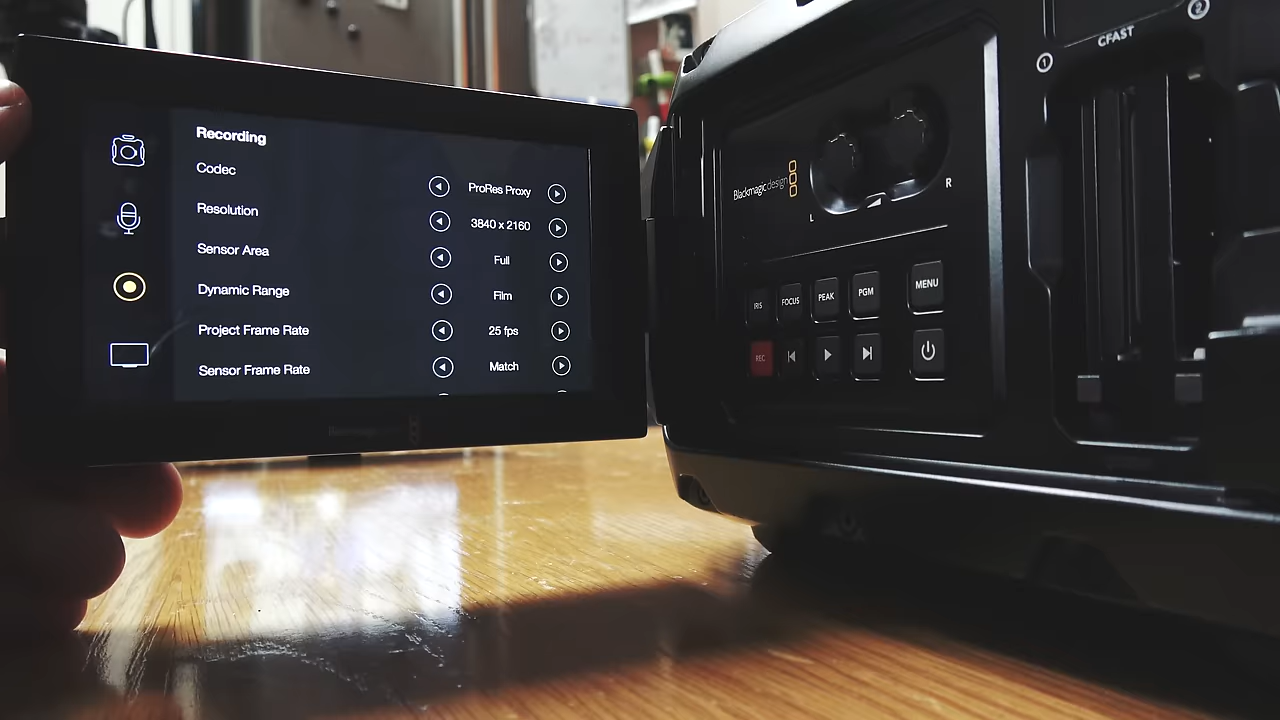 Recording
Codec
ProRes Proxy
Resolution
3840 x 2160
Sensor Area
Full
Dynamic Range
Film
Project Frame Rate
25 fps
Sensor Frame Rate
Match
Blackmagicdesign
L
R
IRIS
FOCUS
PEAK
PGM
MENU
REC
1
CFAST
2